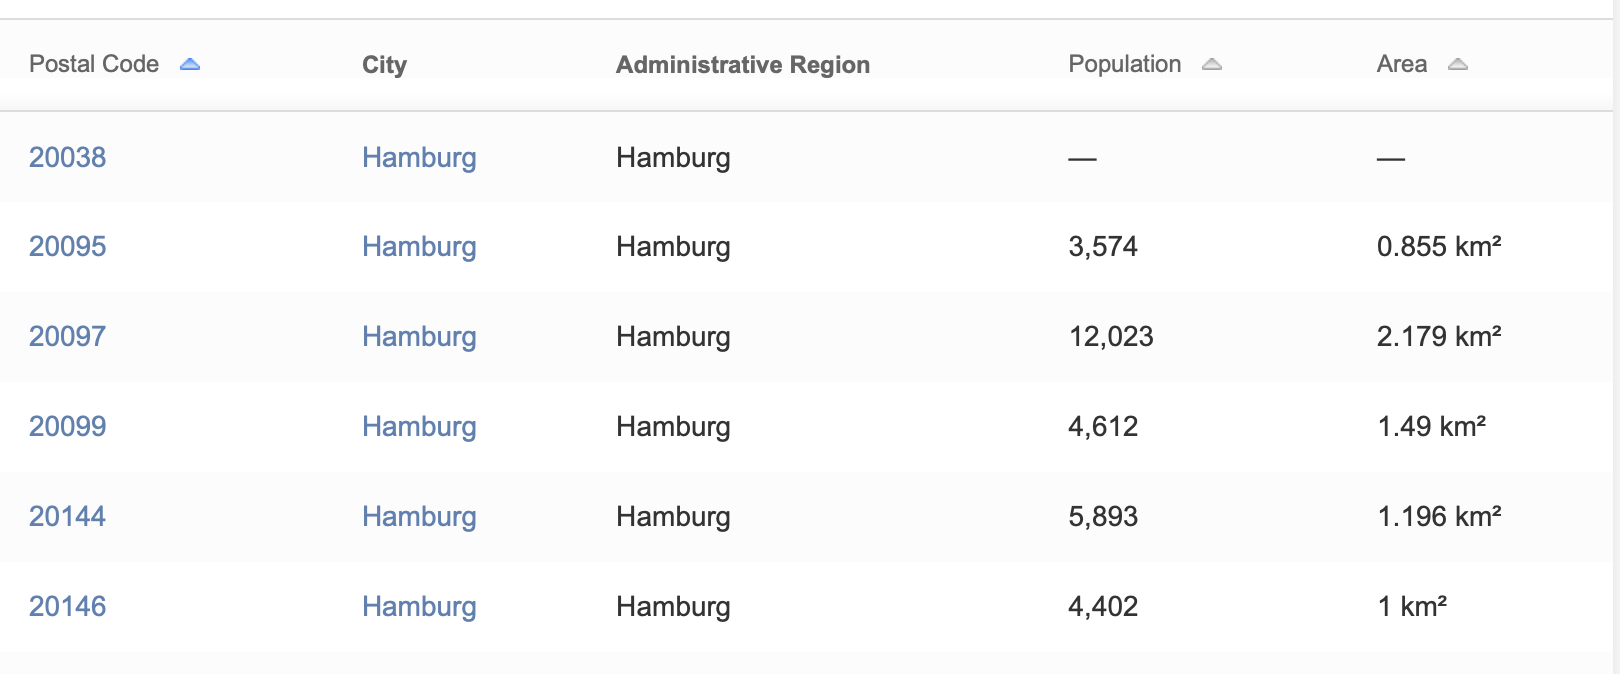 Postal Code City Administrative Region Population Area
20038 Hamburg Hamburg — —
20095 Hamburg Hamburg 3,574 0.855 km²
20097 Hamburg Hamburg 12,023 2.179 km²
20099 Hamburg Hamburg 4,612 1.49 km²
20144 Hamburg Hamburg 5,893 1.196 km²
20146 Hamburg Hamburg 4,402 1 km²